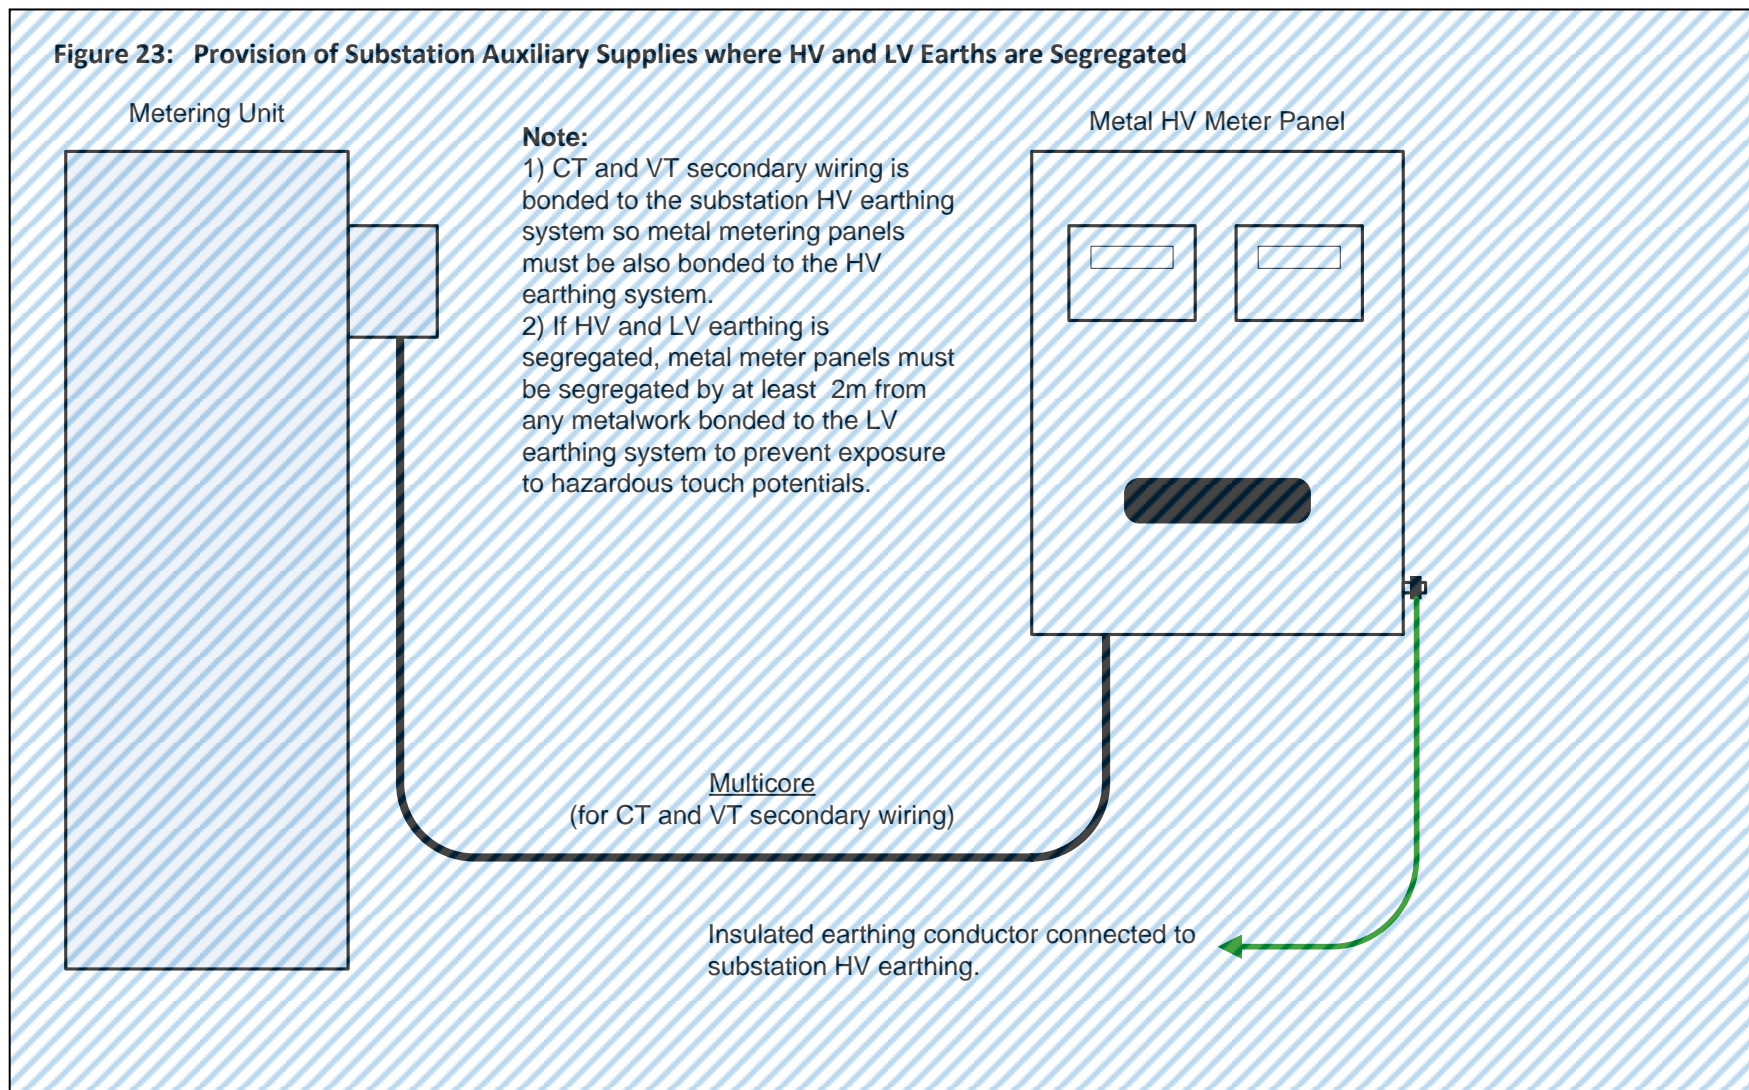 Figure 23:   Provision of Substation Auxiliary Supplies where HV and LV Earths are Segregated
Metering Unit
Note:
1) CT and VT secondary wiring is
bonded to the substation HV earthing
system so metal metering panels
must be also bonded to the HV
earthing system.
2) If HV and LV earthing is
segregated, metal meter panels must
be segregated by at least  2m from
any metalwork bonded to the LV
earthing system to prevent exposure
to hazardous touch potentials.
Metal HV Meter Panel
Multicore
(for CT and VT secondary wiring)
Insulated earthing conductor connected to
substation HV earthing.